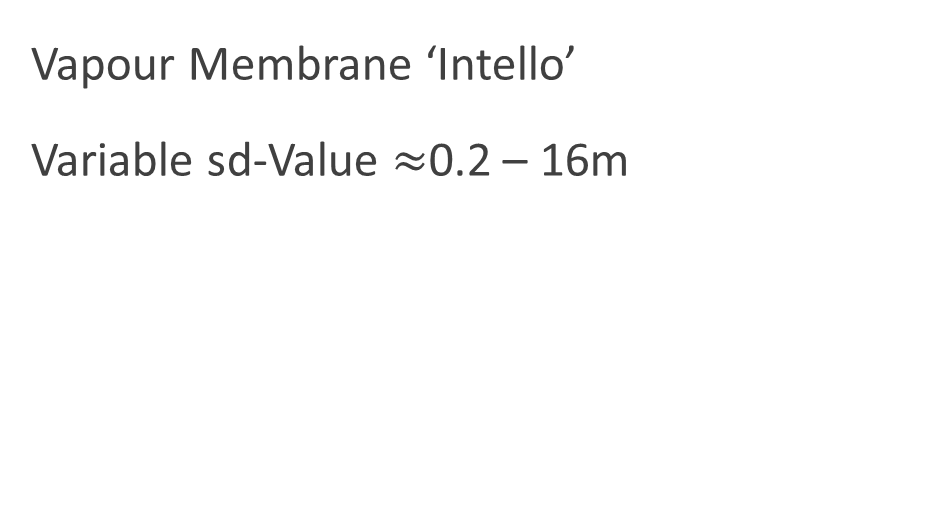 Vapour Membrane ‘Intello’
Variable sd-Value ≈0.2 – 16m